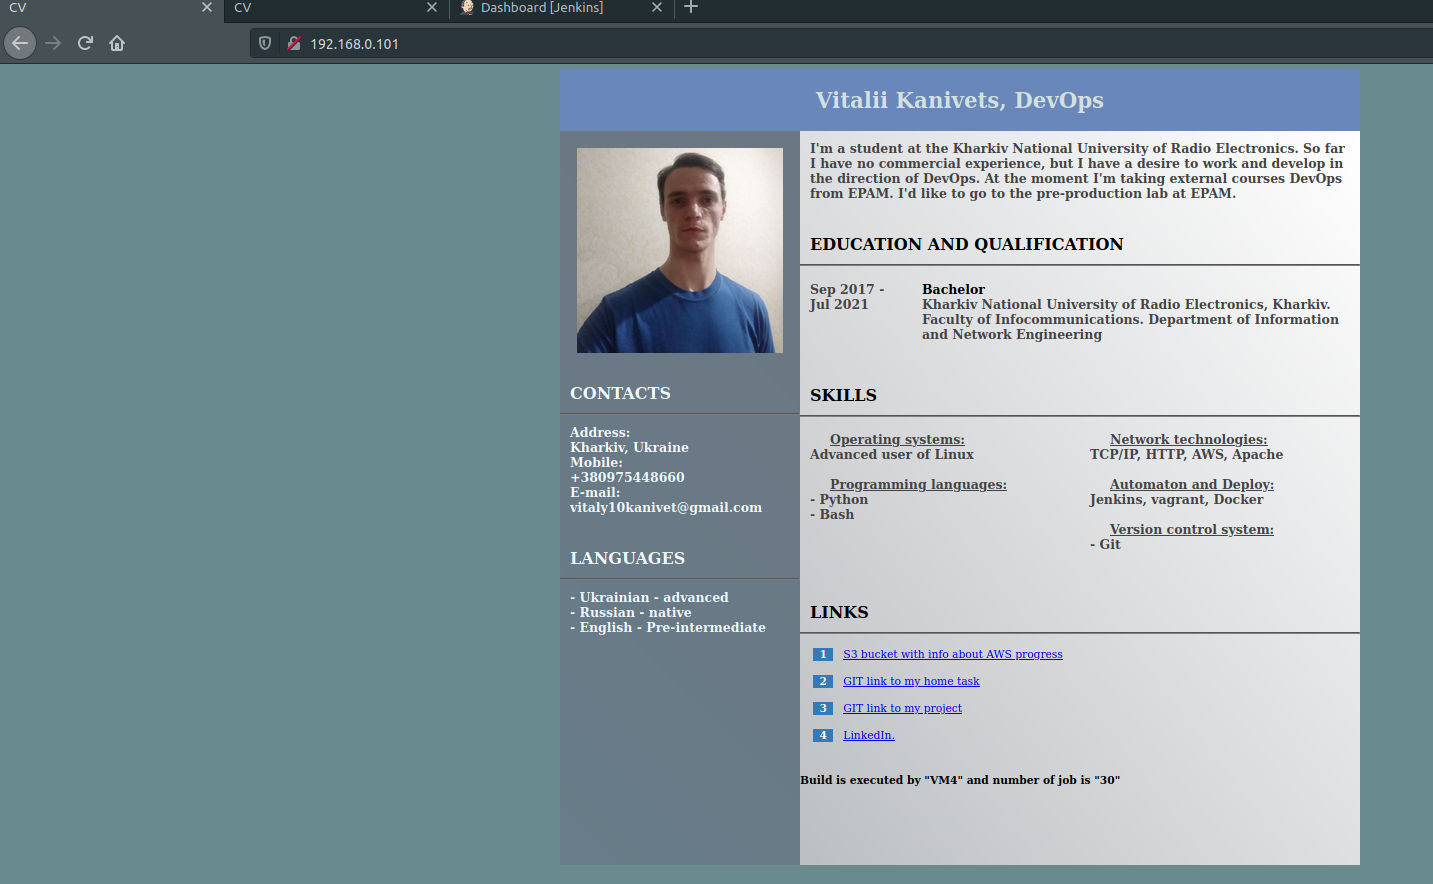 CV
CV
Dashboard [Jenkins]
192.168.0.101
Vitalii Kanivets, DevOps
I'm a student at the Kharkiv National University of Radio Electronics. So far
I have no commercial experience, but I have a desire to work and develop in
the direction of DevOps. At the moment I'm taking external courses DevOps
from EPAM. I'd like to go to the pre-production lab at EPAM.
EDUCATION AND QUALIFICATION
Sep 2017 -
Jul 2021
Bachelor
Kharkiv National University of Radio Electronics, Kharkiv.
Faculty of Infocommunications. Department of Information
and Network Engineering
CONTACTS
Address:
Kharkiv, Ukraine
Mobile:
+380975448660
E-mail:
vitaly10kanivet@gmail.com
LANGUAGES
- Ukrainian - advanced
- Russian - native
- English - Pre-intermediate
SKILLS
Operating systems:
Advanced user of Linux
Programming languages:
- Python
- Bash
Network technologies:
TCP/IP, HTTP, AWS, Apache
Automaton and Deploy:
Jenkins, vagrant, Docker
Version control system:
- Git
LINKS
1 S3 bucket with info about AWS progress
2 GIT link to my home task
3 GIT link to my project
4 LinkedIn.
Build is executed by "VM4" and number of job is "30"